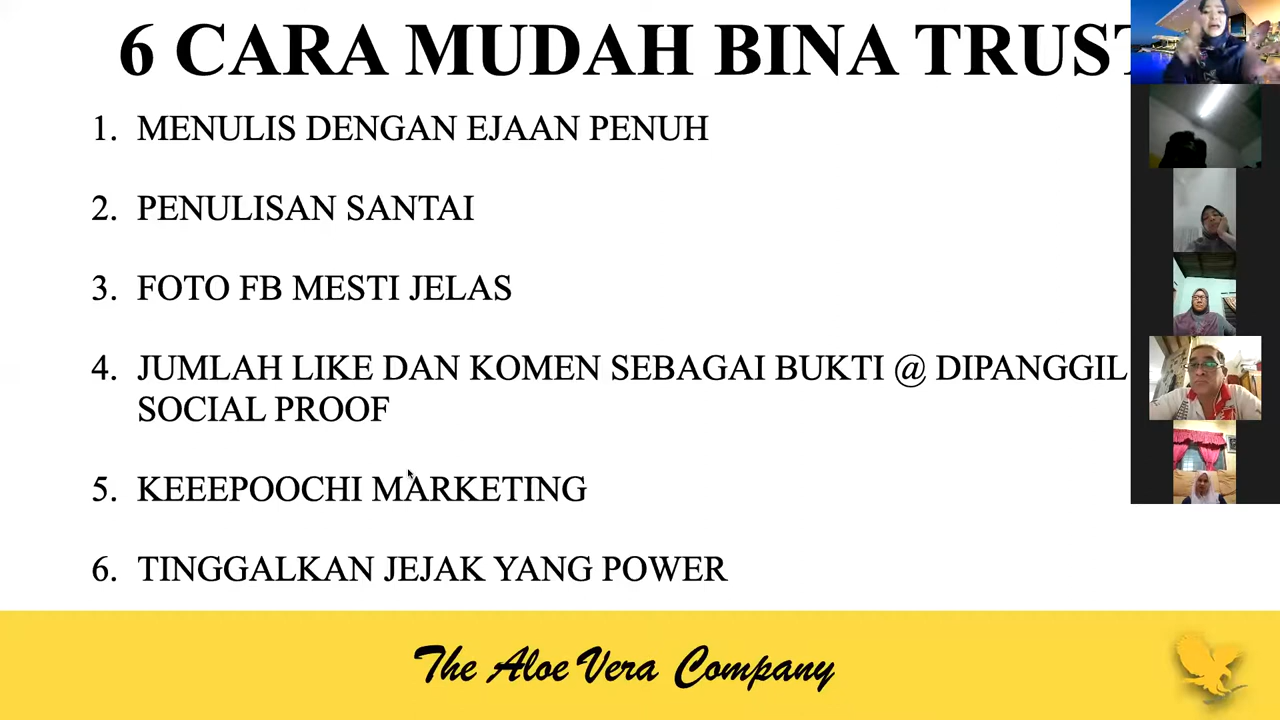 6 CARA MUDAH BINA TRUST
1. MENULIS DENGAN EJAAN PENUH
2. PENULISAN SANTAI
3. FOTO FB MESTI JELAS
4. JUMLAH LIKE DAN KOMEN SEBAGAI BUKTI @ DIPANGGIL
SOCIAL PROOF
5. KEEEPOOCHI MARKETING
6. TINGGALKAN JEJAK YANG POWER
The Aloe Vera Company